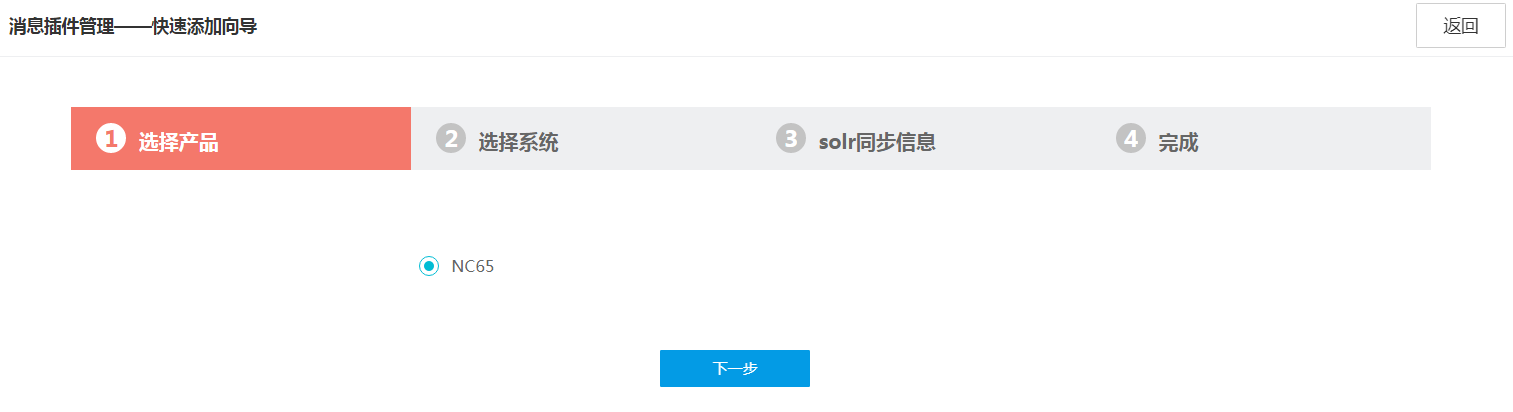 消息插件管理——快速添加向导
返回
1 选择产品
2 选择系统
3 solr同步信息
4 完成
NC65
下一步